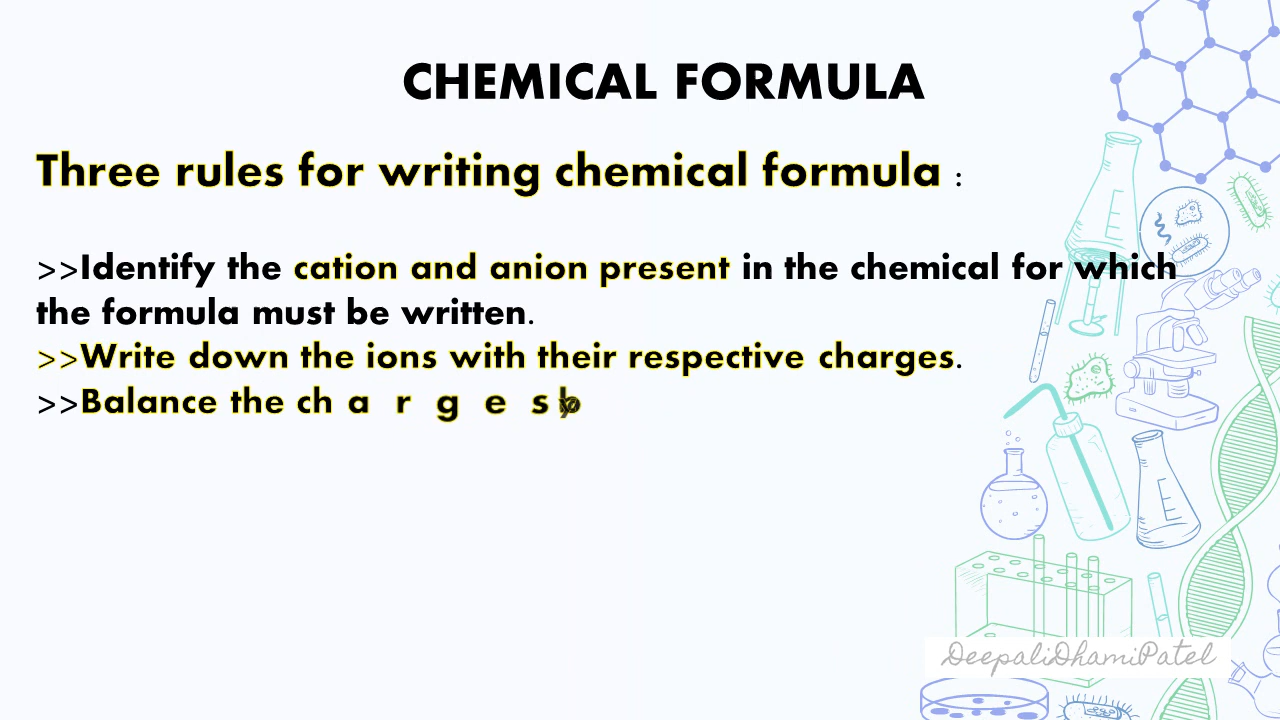 CHEMICAL FORMULA
Three rules for writing chemical formula :
>>Identify the cation and anion present in the chemical for which
the formula must be written.
>>Write down the ions with their respective charges.
>>Balance the charges
DeepaliDhamiPatel